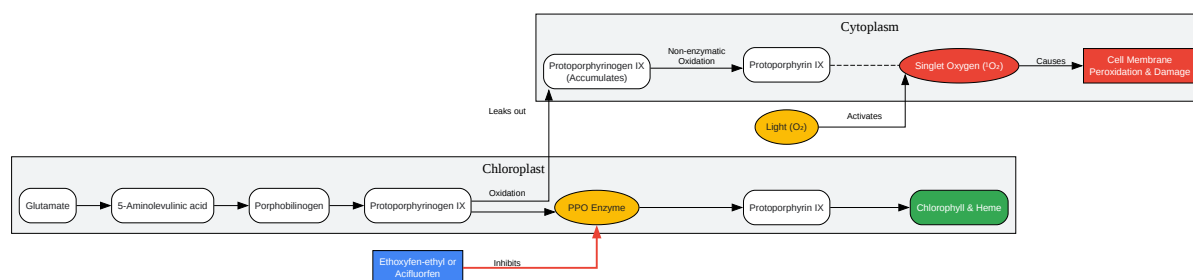 Cytoplasm
Protoporphyrinogen IX
(Accumulates)
Non-enzymatic
Oxidation
Protoporphyrin IX
Singlet Oxygen (¹O₂)
Causes
Cell Membrane
Peroxidation & Damage
Leaks out
Light (O₂)
Activates
Chloroplast
Glutamate
5-Aminolevulinic acid
Porphobilinogen
Protoporphyrinogen IX
Oxidation
PPO Enzyme
Protoporphyrin IX
Chlorophyll & Heme
Ethoxyfen-ethyl or
Acifluorfen
Inhibits